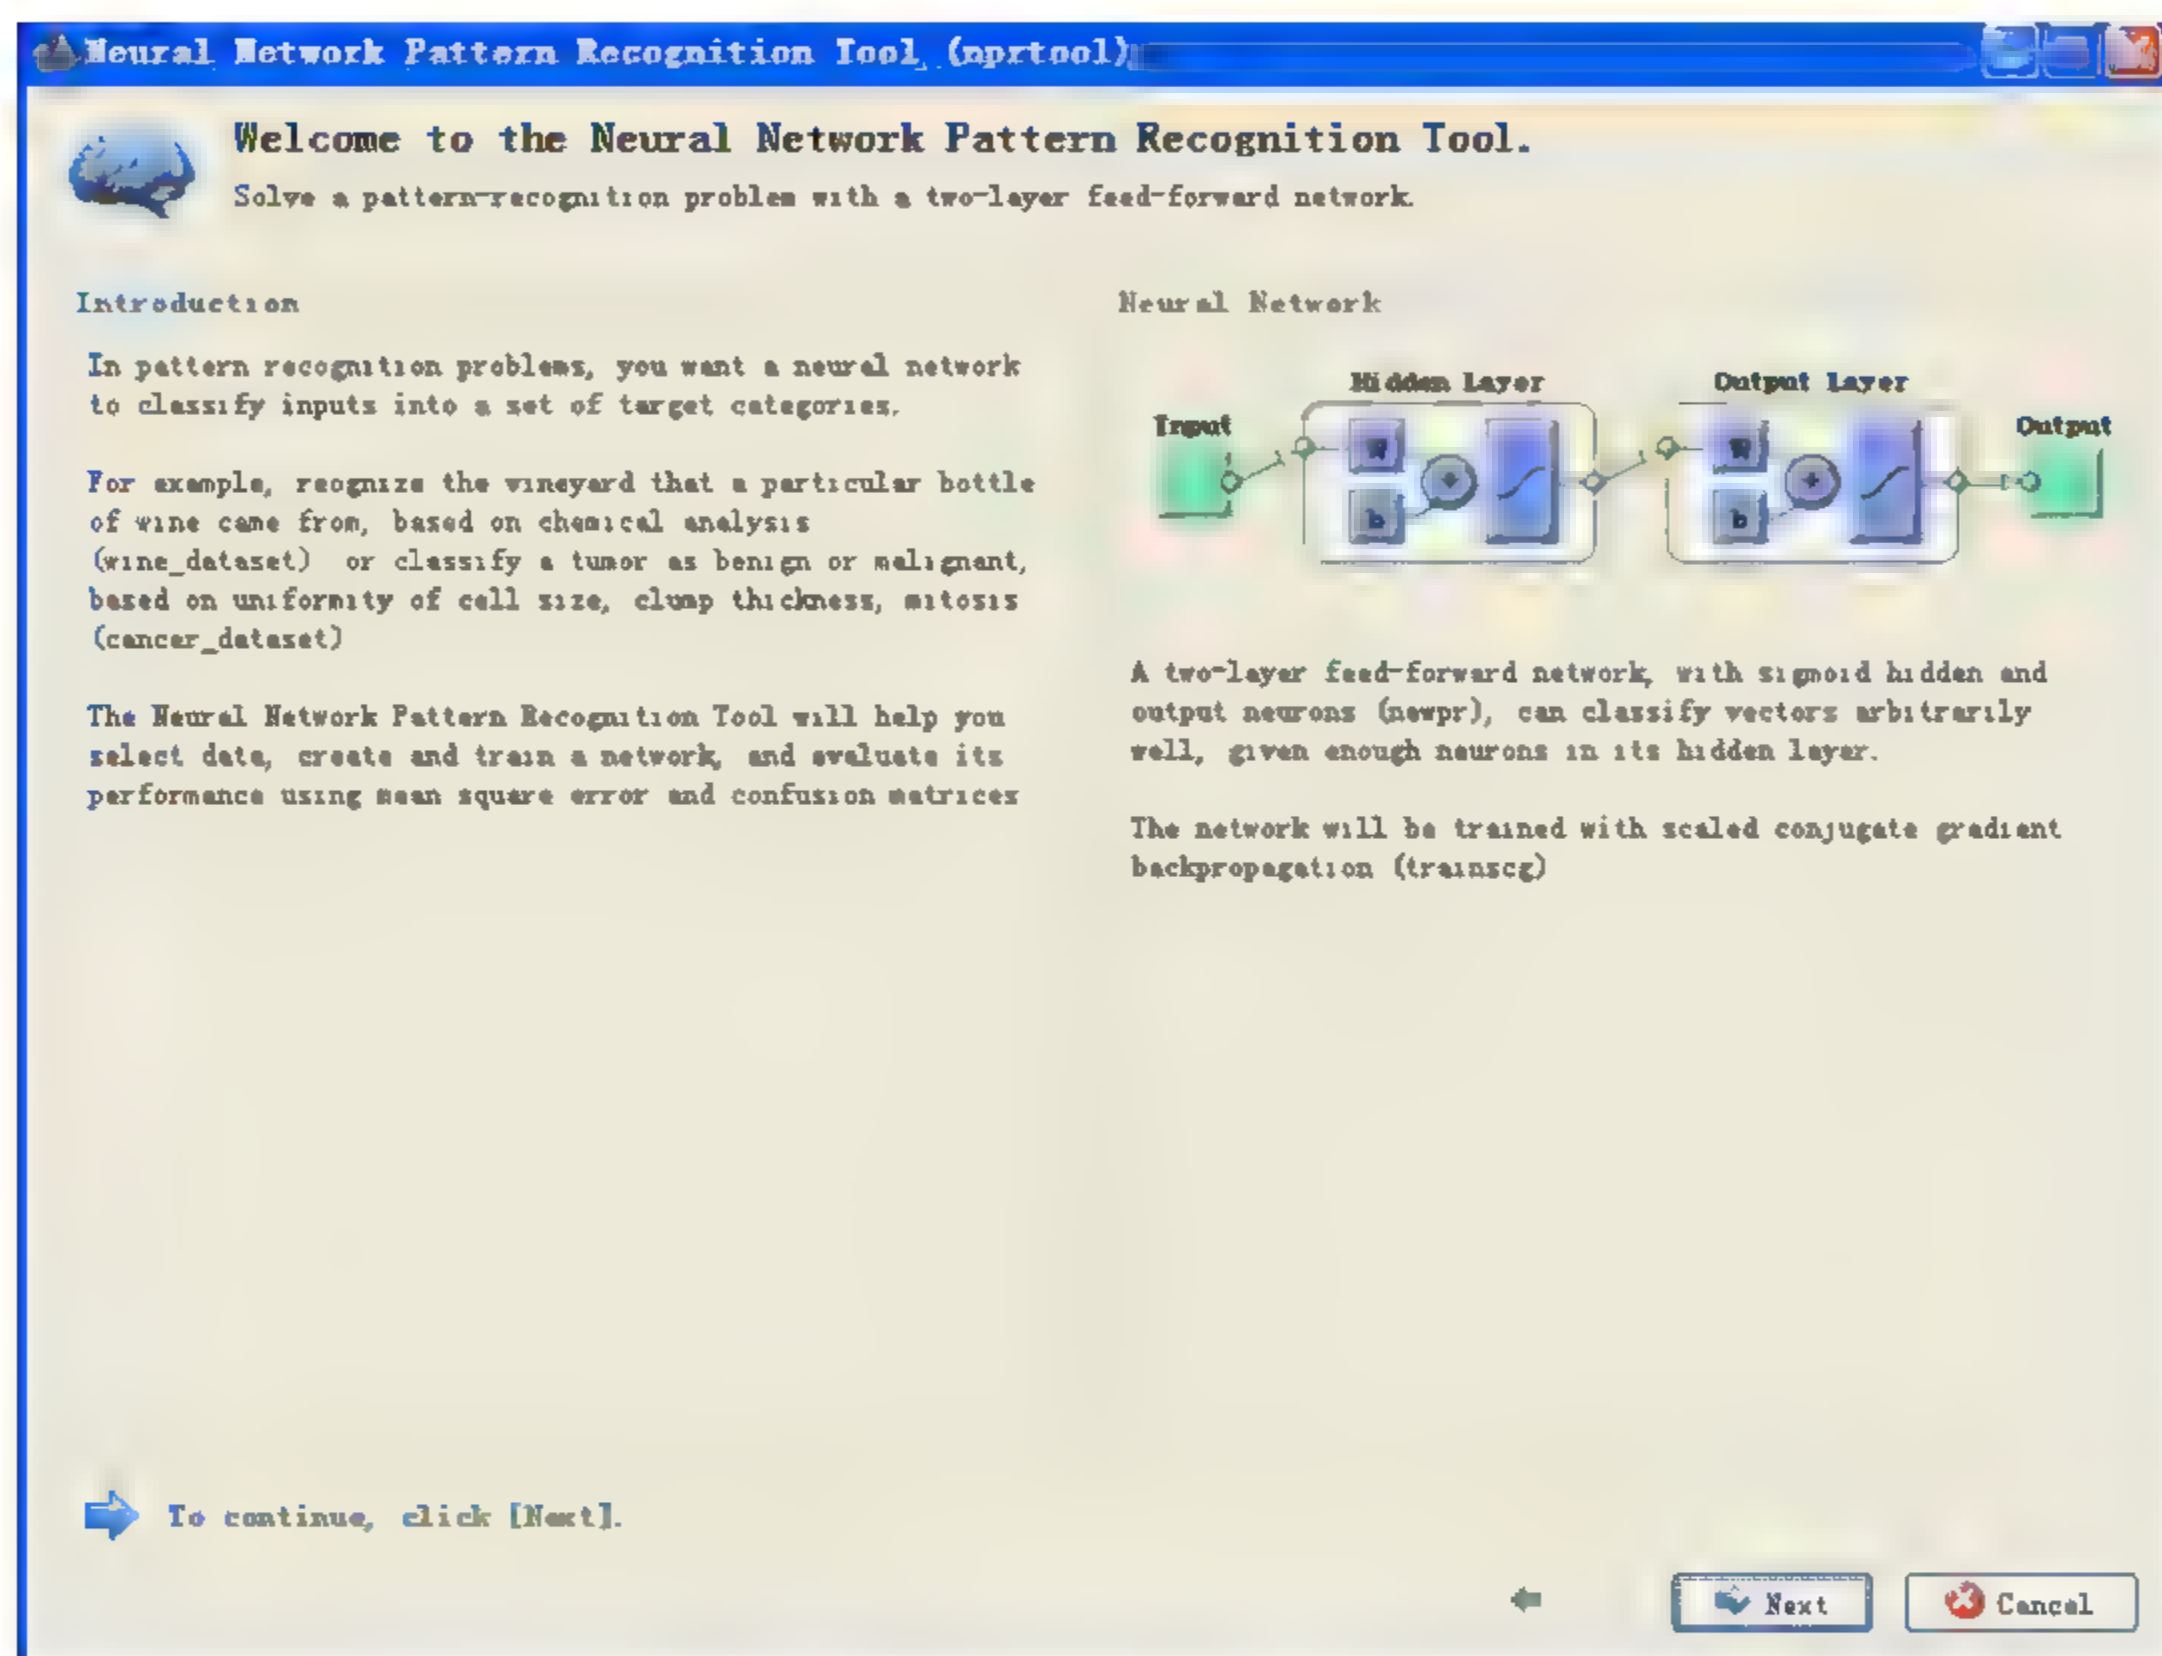 Neural Network Pattern Recognition Tool (nprtool)
Welcome to the Neural Network Pattern Recognition Tool.
Solve a pattern-recognition problem with a two-layer feed-forward network.
Introduction
In pattern recognition problems, you want a neural network
to classify inputs into a set of target categories.
For example, reognize the vineyard that a particular bottle
of wine came from, based on chemical analysis
(wine_dataset) or classify a tumor as benign or malignant,
based on uniformity of cell size, clump thickness, mitosis
(cancer_dataset)
The Neural Network Pattern Recognition Tool will help you
select data, create and train a network, and evaluate its
performance using mean square error and confusion matrices
Neural Network
Hidden Layer
Output Layer
Input
Output
W
W
b
b
A two-layer feed-forward network, with sigmoid hidden and
output neurons (newpr), can classify vectors arbitrarily
well, given enough neurons in its hidden layer.
The network will be trained with scaled conjugate gradient
backpropagation (trainscg)
To continue, click [Next].
Next
Cancel